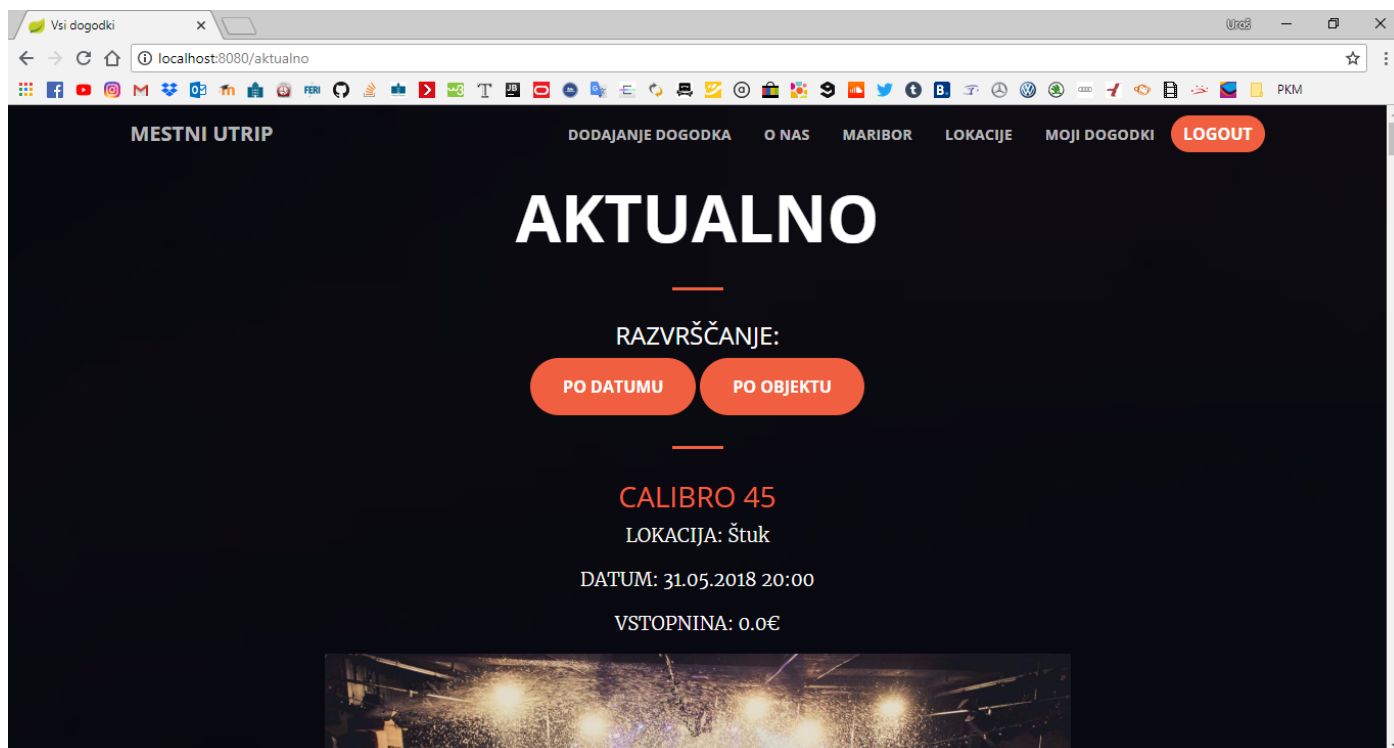 Vsi dogodki
Uroš
localhost:8080/aktualno
PKM
MESTNI UTRIP
DODAJANJE DOGODKA O NAS MARIBOR LOKACIJE MOJI DOGODKI LOGOUT
AKTUALNO
RAZVRŠČANJE:
PO DATUMU PO OBJEKTU
CALIBRO 45
LOKACIJA: Štuk
DATUM: 31.05.2018 20:00
VSTOPNINA: 0.0€